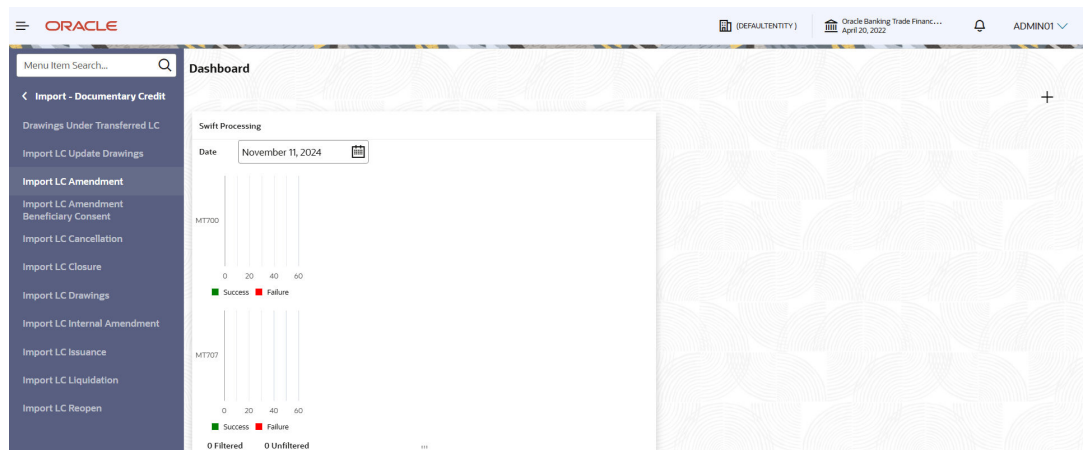 ORACLE
(DEFAULTENTITY )
Oracle Banking Trade Financ...
April 20, 2022
ADMIN01
Menu Item Search...
Import - Documentary Credit
Drawings Under Transferred LC
Import LC Update Drawings
Import LC Amendment
Import LC Amendment
Beneficiary Consent
Import LC Cancellation
Import LC Closure
Import LC Drawings
Import LC Internal Amendment
Import LC Issuance
Import LC Liquidation
Import LC Reopen
Dashboard
Swift Processing
Date November 11, 2024
MT700
0 20 40 60
Success Failure
MT707
0 20 40 60
Success Failure
0 Filtered 0 Unfiltered